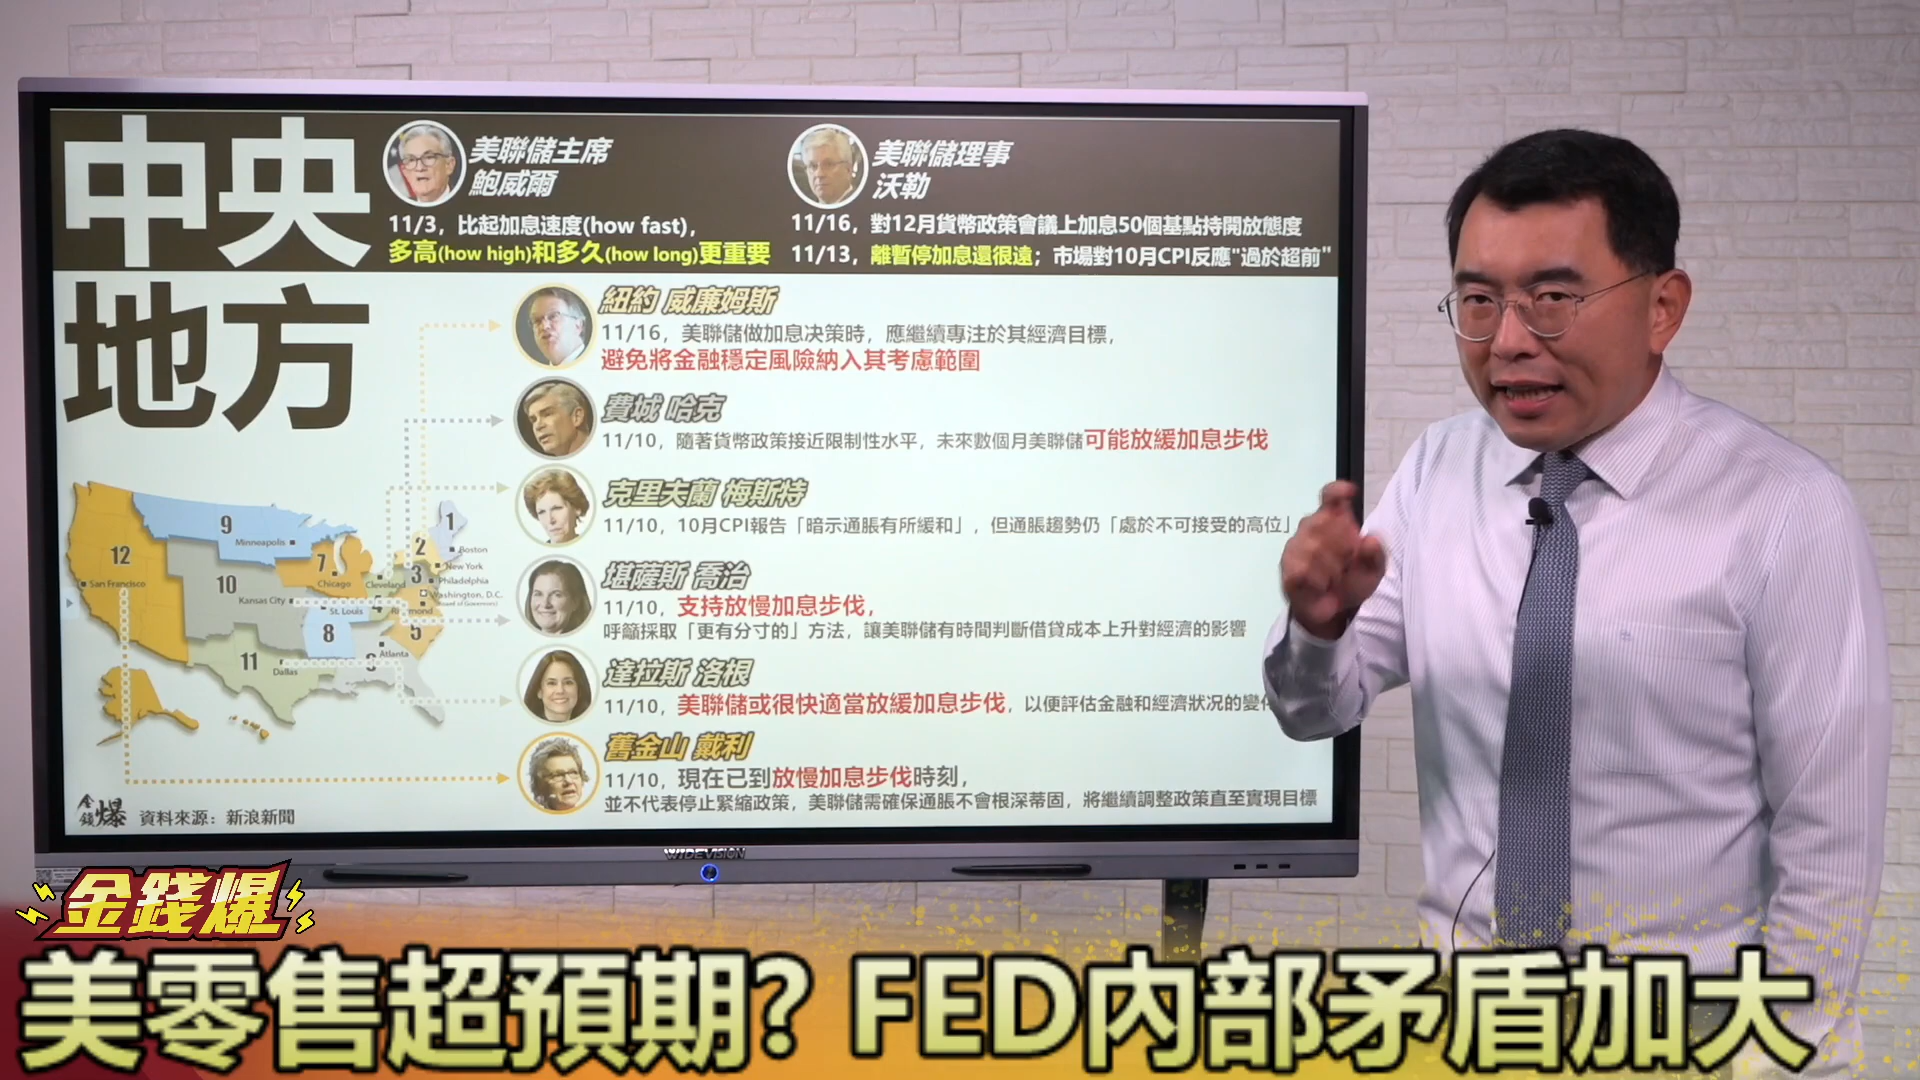 中央
美聯儲主席
鮑威爾
11/3，比起加息速度(how fast)，
多高(how high)和多久(how long)更重要
美聯儲理事
沃勒
11/16，對12月貨幣政策會議上加息50個基點持開放態度
11/13，離暫停加息還很遠；市場對10月CPI反應"過於超前"
地方
紐約 威廉姆斯
11/16，美聯儲做加息決策時，應繼續專注於其經濟目標，
避免將金融穩定風險納入其考慮範圍
費城 哈克
11/10，隨著貨幣政策接近限制性水平，未來數個月美聯儲可能放緩加息步伐
克里夫蘭 梅斯特
11/10，10月CPI報告「暗示通脹有所緩和」，但通脹趨勢仍「處於不可接受的高位」
堪薩斯 喬治
11/10，支持放慢加息步伐，
呼籲採取「更有分寸的」方法，讓美聯儲有時間判斷借貸成本上升對經濟的影響
達拉斯 洛根
11/10，美聯儲或很快適當放緩加息步伐，以便評估金融和經濟狀況的變
舊金山 戴利
11/10，現在已到放慢加息步伐時刻，
並不代表停止緊縮政策，美聯儲需確保通脹不會根深蒂固，將繼續調整政策直至實現目標
9
Minneapolis
1
Boston
12
San Francisco
7
Chicago
2
New York
Cleveland
3
Philadelphia
10
Kansas City
Washington, D.C.
(Board of Governors)
St. Louis
8
5
Atlanta
11
Dallas
金錢爆
資料來源：新浪新聞
WIDEVISION
金錢爆
美零售超預期? FED內部矛盾加大